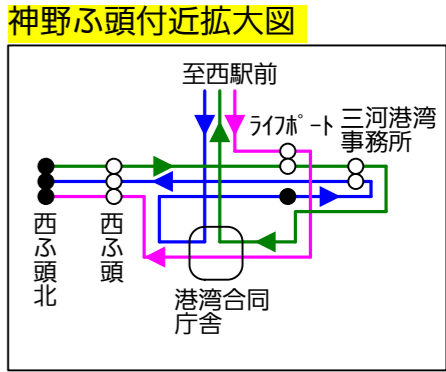 神野ふ頭付近拡大図
至西駅前
ライフポート
三河港湾
事務所
西ふ頭北
西ふ頭
港湾合同
庁舎